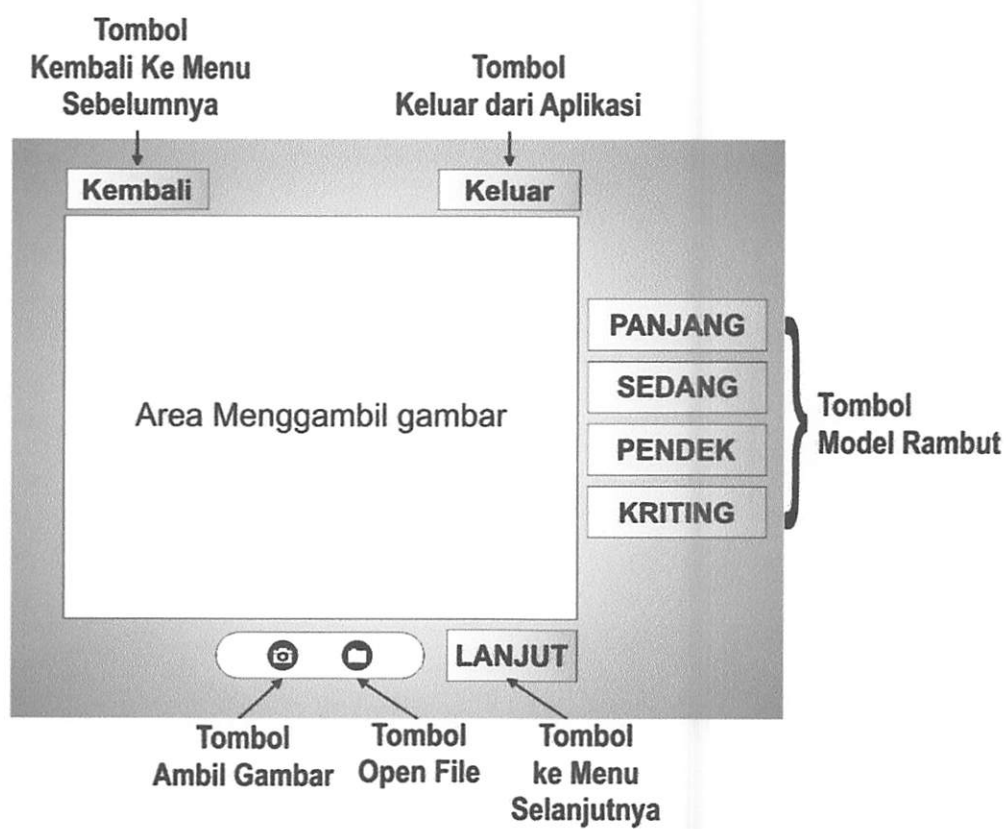 Tombol
Kembali Ke Menu
Sebelumnya
Tombol
Keluar dari Aplikasi
Kembali
Keluar
Area Menggambil gambar
PANJANG
SEDANG
PENDEK
KRITING
Tombol
Model Rambut
LANJUT
Tombol
Ambil Gambar
Tombol
Open File
Tombol
ke Menu
Selanjutnya